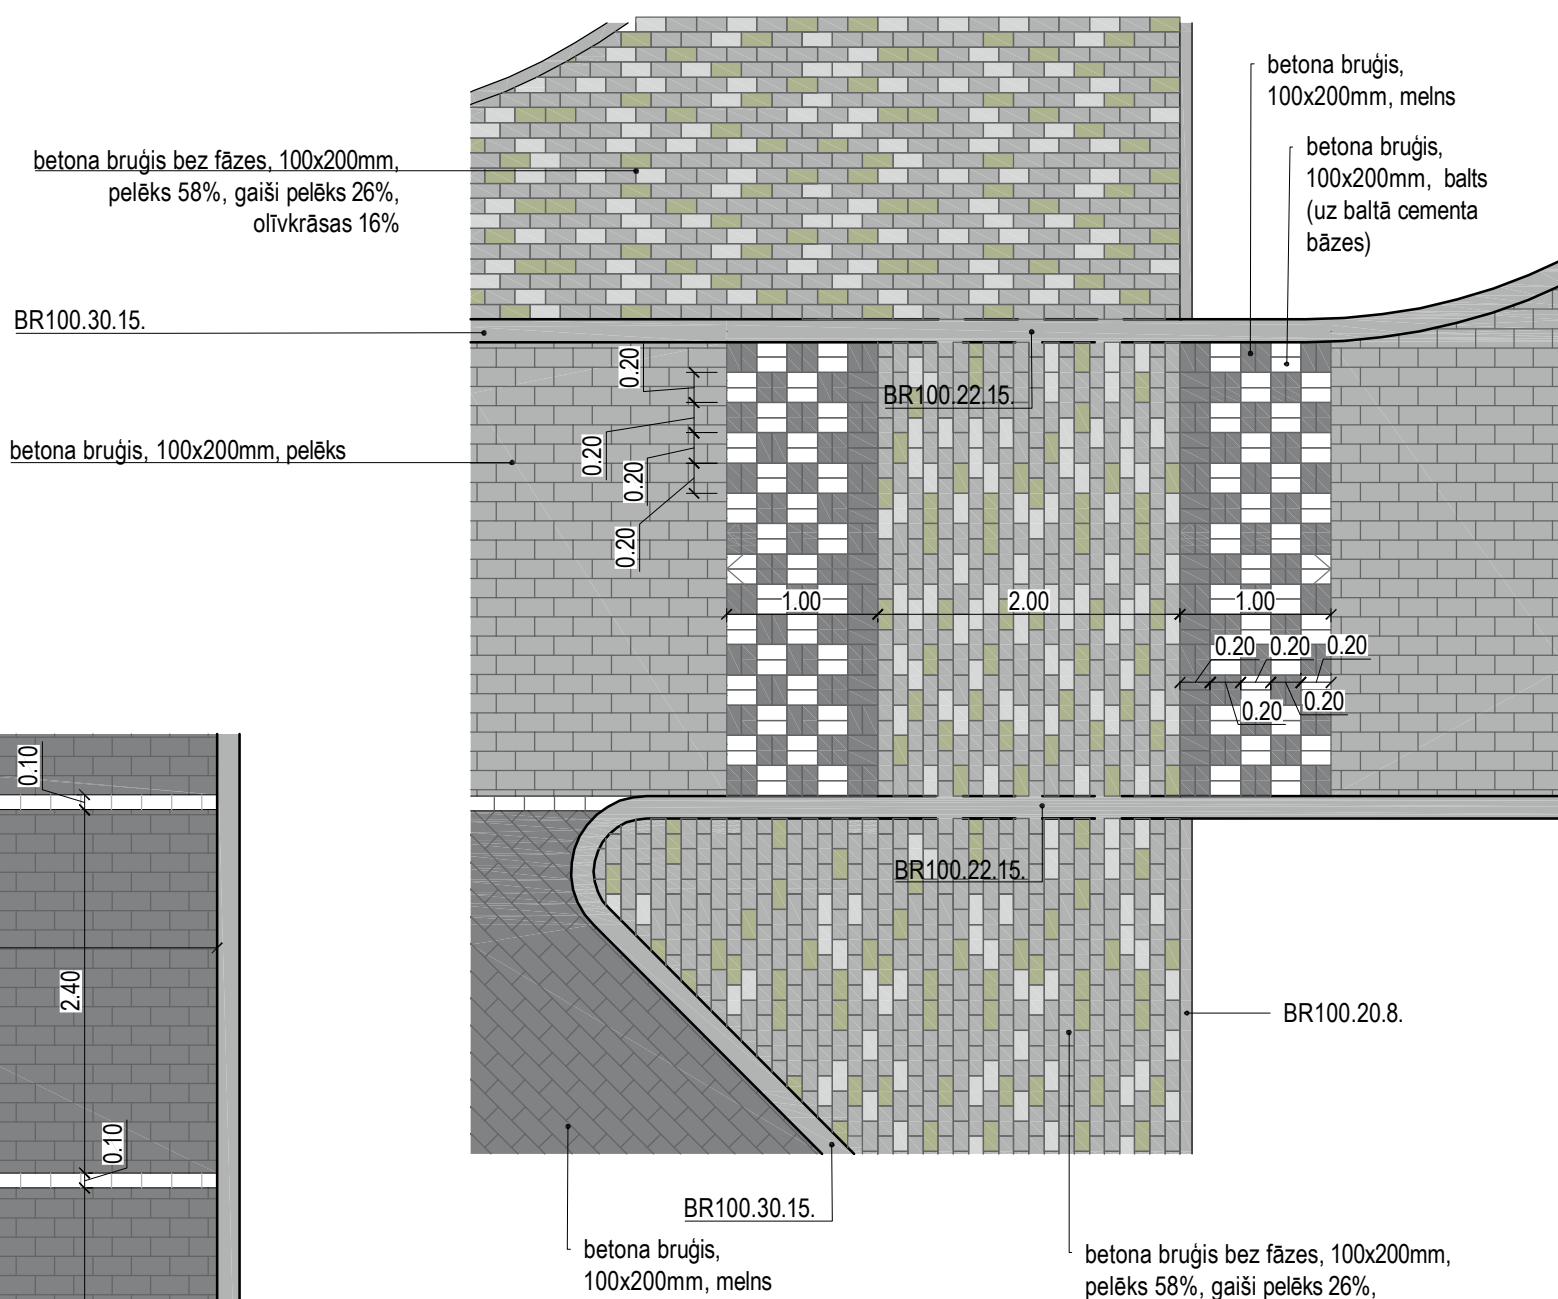 betona bruģis,
100x200mm, melns
betona bruģis,
100x200mm, balts
(uz baltā cementa
bāzes)
betona bruģis bez fāzes, 100x200mm,
pelēks 58%, gaiši pelēks 26%,
olīvkrāsas 16%
BR100.30.15.
0.20
BR100.22.15.
betona bruģis, 100x200mm, pelēks
0.20
0.20
0.20
1.00
2.00
1.00
0.20
0.20
0.20
0.20
0.20
0.10
BR100.22.15.
2.40
BR100.20.8.
0.10
BR100.30.15.
betona bruģis,
100x200mm, melns
betona bruģis bez fāzes, 100x200mm,
pelēks 58%, gaiši pelēks 26%,